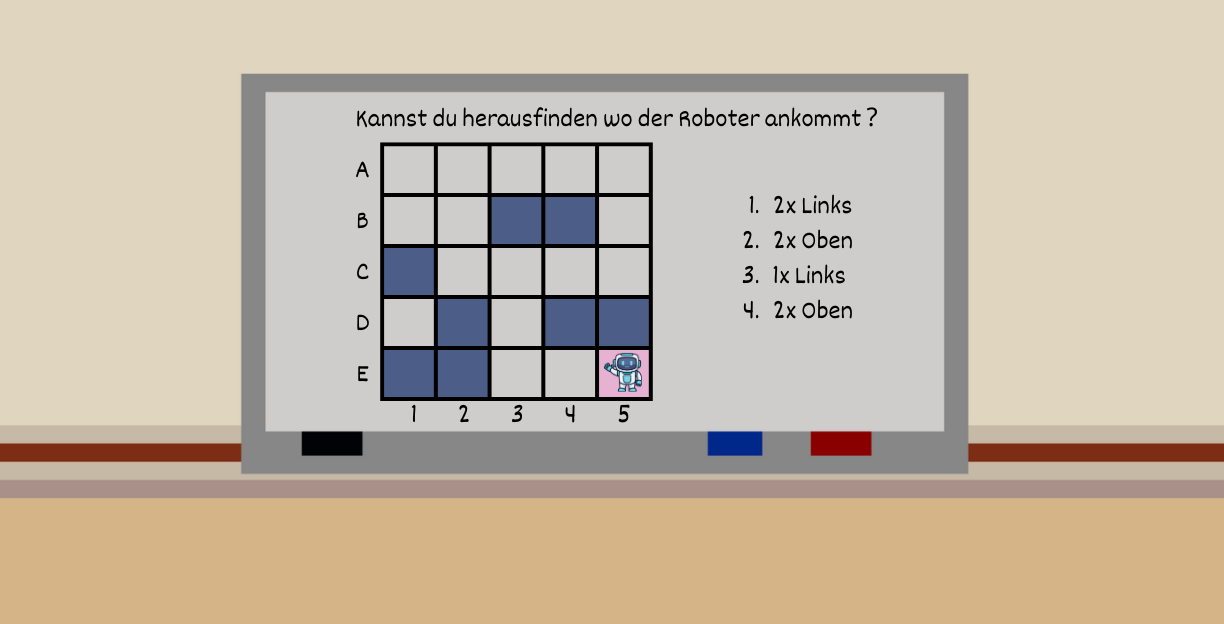 Kannst du herausfinden wo der Roboter ankommt ?
A
B
C
D
E
1 2 3 4 5
1. 2x Links
2. 2x Oben
3. 1x Links
4. 2x Oben